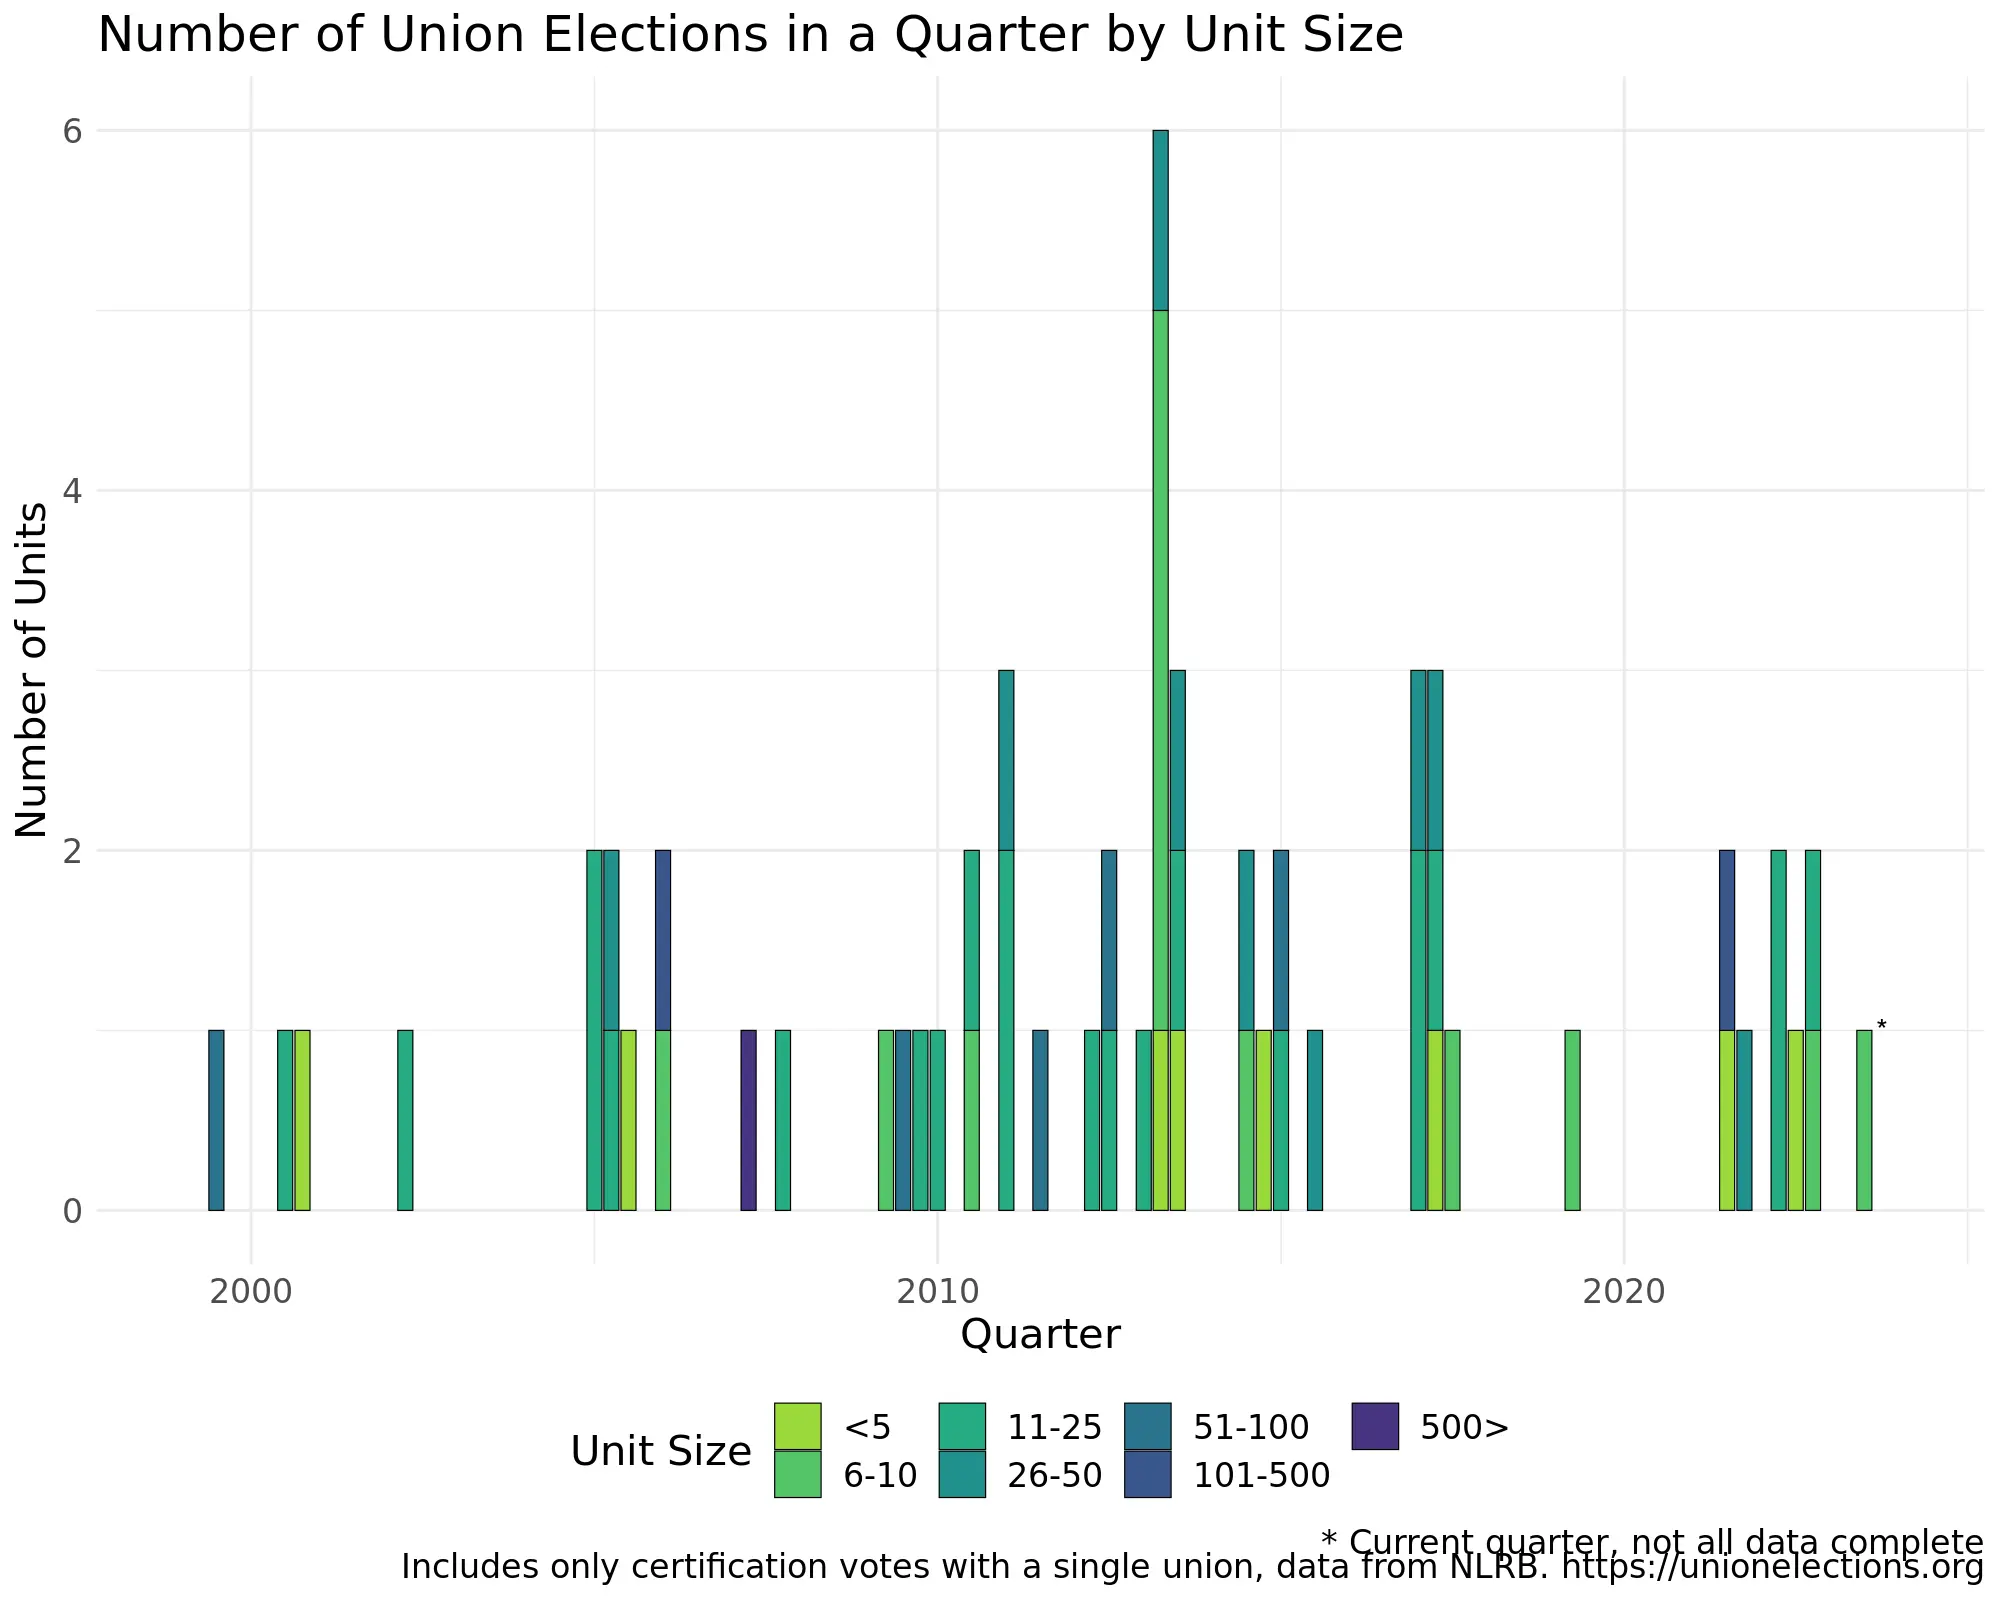 Number of Union Elections in a Quarter by Unit Size
Number of Units
6
4
2
0
*
2000 2010 2020
Quarter
Unit Size
<5 11-25 51-100 500>
6-10 26-50 101-500
* Current quarter, not all data complete
Includes only certification votes with a single union, data from NLRB. https://unionelections.org